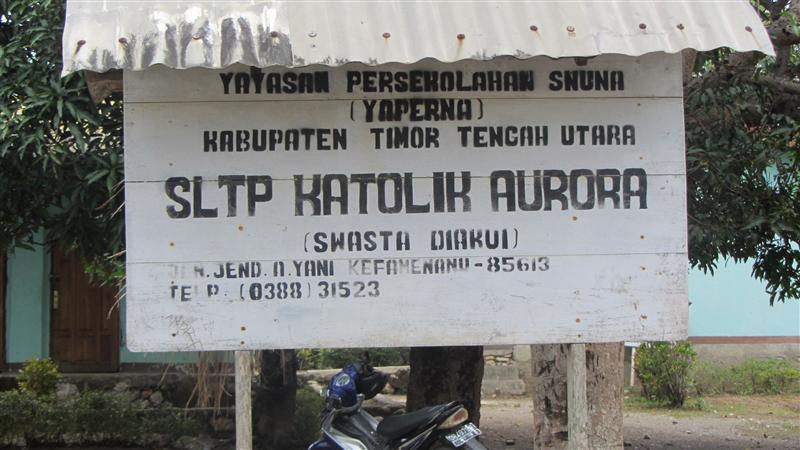 YAYASAN PERSEKOLAHAN SNUNA
(YAPERNA)
KABUPATEN TIMOR TENGAH UTARA
SLTP KATOLIK AURORA
(SWASTA DIAKUI)
JLN. JEND. A. YANI KEFAMENANU - 85613
TELP. (0388) 31523